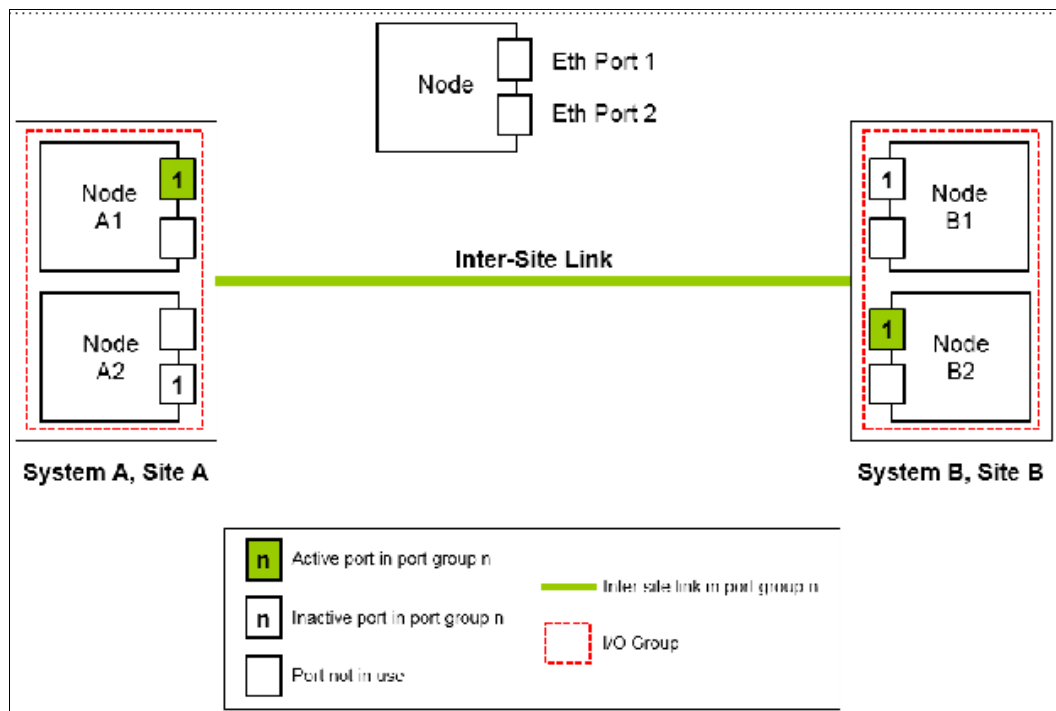 Node
Eth Port 1
Eth Port 2
Node
A1
1
Node
A2
1
Inter-Site Link
1
Node
B1
1
Node
B2
System A, Site A
System B, Site B
n Active port in port group n
n Inactive port in port group n
Port not in use
Inter site link in port group n
I/O Group